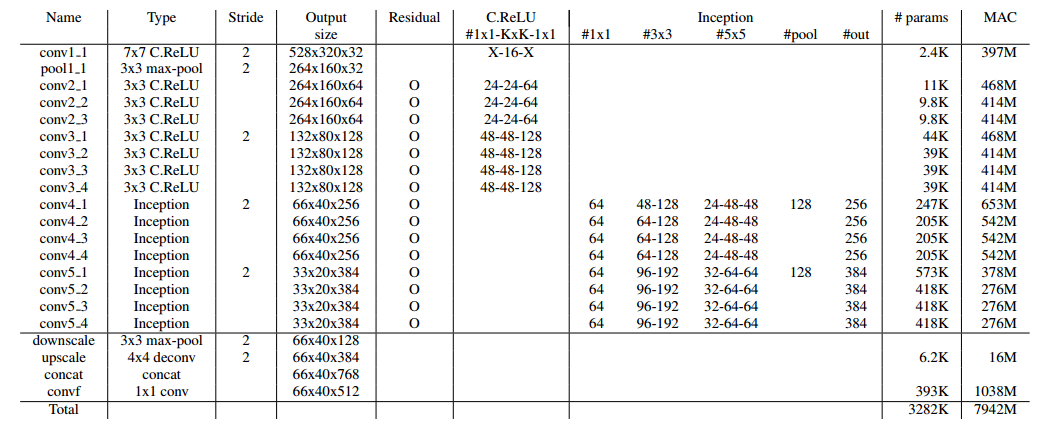 Name Type Stride Output Residual C.ReLU Inception # params MAC
size #1x1-KxK-1x1 #1x1 #3x3 #5x5 #pool #out
conv1_1 7x7 C.ReLU 2 528x320x32 X-16-X 2.4K 397M
pool1_1 3x3 max-pool 2 264x160x32
conv2_1 3x3 C.ReLU 264x160x64 O 24-24-64 11K 468M
conv2_2 3x3 C.ReLU 264x160x64 O 24-24-64 9.8K 414M
conv2_3 3x3 C.ReLU 264x160x64 O 24-24-64 9.8K 414M
conv3_1 3x3 C.ReLU 2 132x80x128 O 48-48-128 44K 468M
conv3_2 3x3 C.ReLU 132x80x128 O 48-48-128 39K 414M
conv3_3 3x3 C.ReLU 132x80x128 O 48-48-128 39K 414M
conv3_4 3x3 C.ReLU 132x80x128 O 48-48-128 39K 414M
conv4_1 Inception 2 66x40x256 O 64 48-128 24-48-48 128 256 247K 653M
conv4_2 Inception 66x40x256 O 64 64-128 24-48-48 256 205K 542M
conv4_3 Inception 66x40x256 O 64 64-128 24-48-48 256 205K 542M
conv4_4 Inception 66x40x256 O 64 64-128 24-48-48 256 205K 542M
conv5_1 Inception 2 33x20x384 O 64 96-192 32-64-64 128 384 573K 378M
conv5_2 Inception 33x20x384 O 64 96-192 32-64-64 384 418K 276M
conv5_3 Inception 33x20x384 O 64 96-192 32-64-64 384 418K 276M
conv5_4 Inception 33x20x384 O 64 96-192 32-64-64 384 418K 276M
downscale 3x3 max-pool 2 66x40x128
upscale 4x4 deconv 2 66x40x384 6.2K 16M
concat concat 66x40x768
convf 1x1 conv 66x40x512 393K 1038M
Total 3282K 7942M